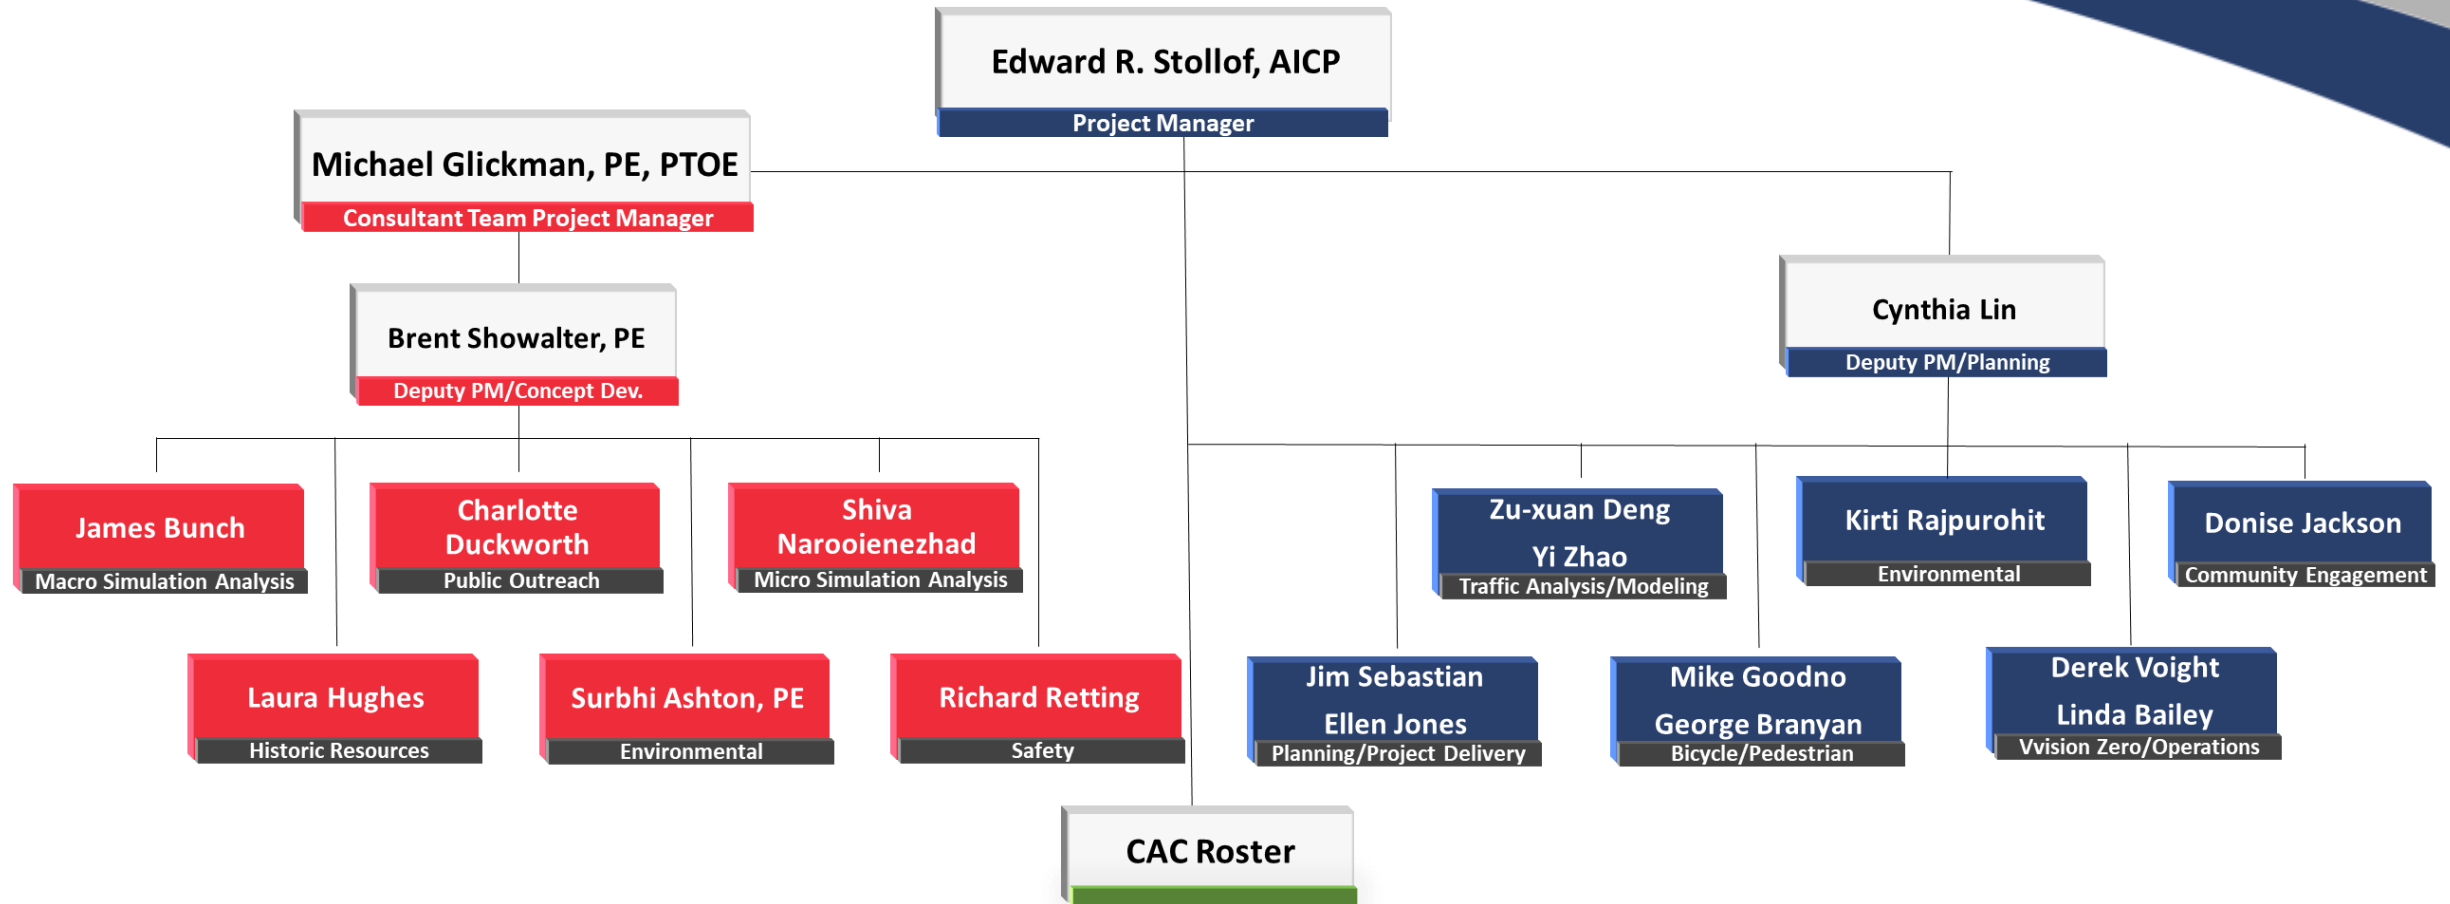 Edward R. Stollof, AICP
Project Manager
Michael Glickman, PE, PTOE
Consultant Team Project Manager
Brent Showalter, PE
Deputy PM/Concept Dev.
Cynthia Lin
Deputy PM/Planning
James Bunch
Macro Simulation Analysis
Charlotte
Duckworth
Public Outreach
Shiva
Narooienezhad
Micro Simulation Analysis
Zu-xuan Deng
Yi Zhao
Traffic Analysis/Modeling
Kirti Rajpurohit
Environmental
Donise Jackson
Community Engagement
Laura Hughes
Historic Resources
Surbhi Ashton, PE
Environmental
Richard Retting
Safety
Jim Sebastian
Ellen Jones
Planning/Project Delivery
Mike Goodno
George Branyan
Bicycle/Pedestrian
Derek Voight
Linda Bailey
Vvision Zero/Operations
CAC Roster